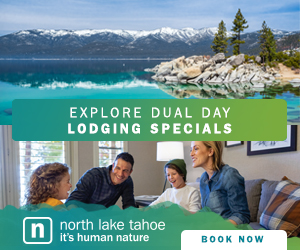 EXPLORE DUAL DAY
LODGING SPECIALS
n
north lake tahoe
it's human nature
BOOK NOW